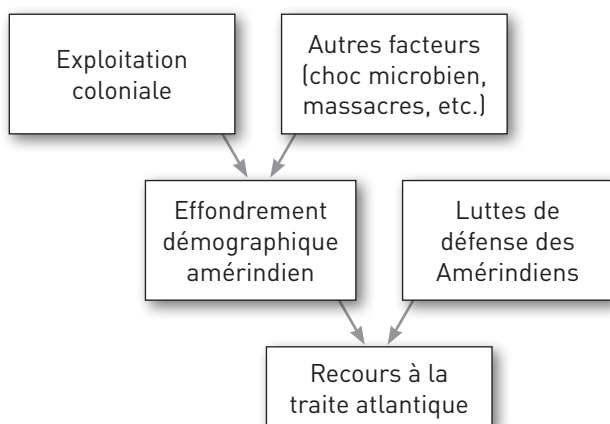 Exploitation
coloniale
Autres facteurs
(choc microbien,
massacres, etc.)
Effondrement
démographique
amérindien
Luttes de
défense des
Amérindiens
Recours à la
traite atlantique